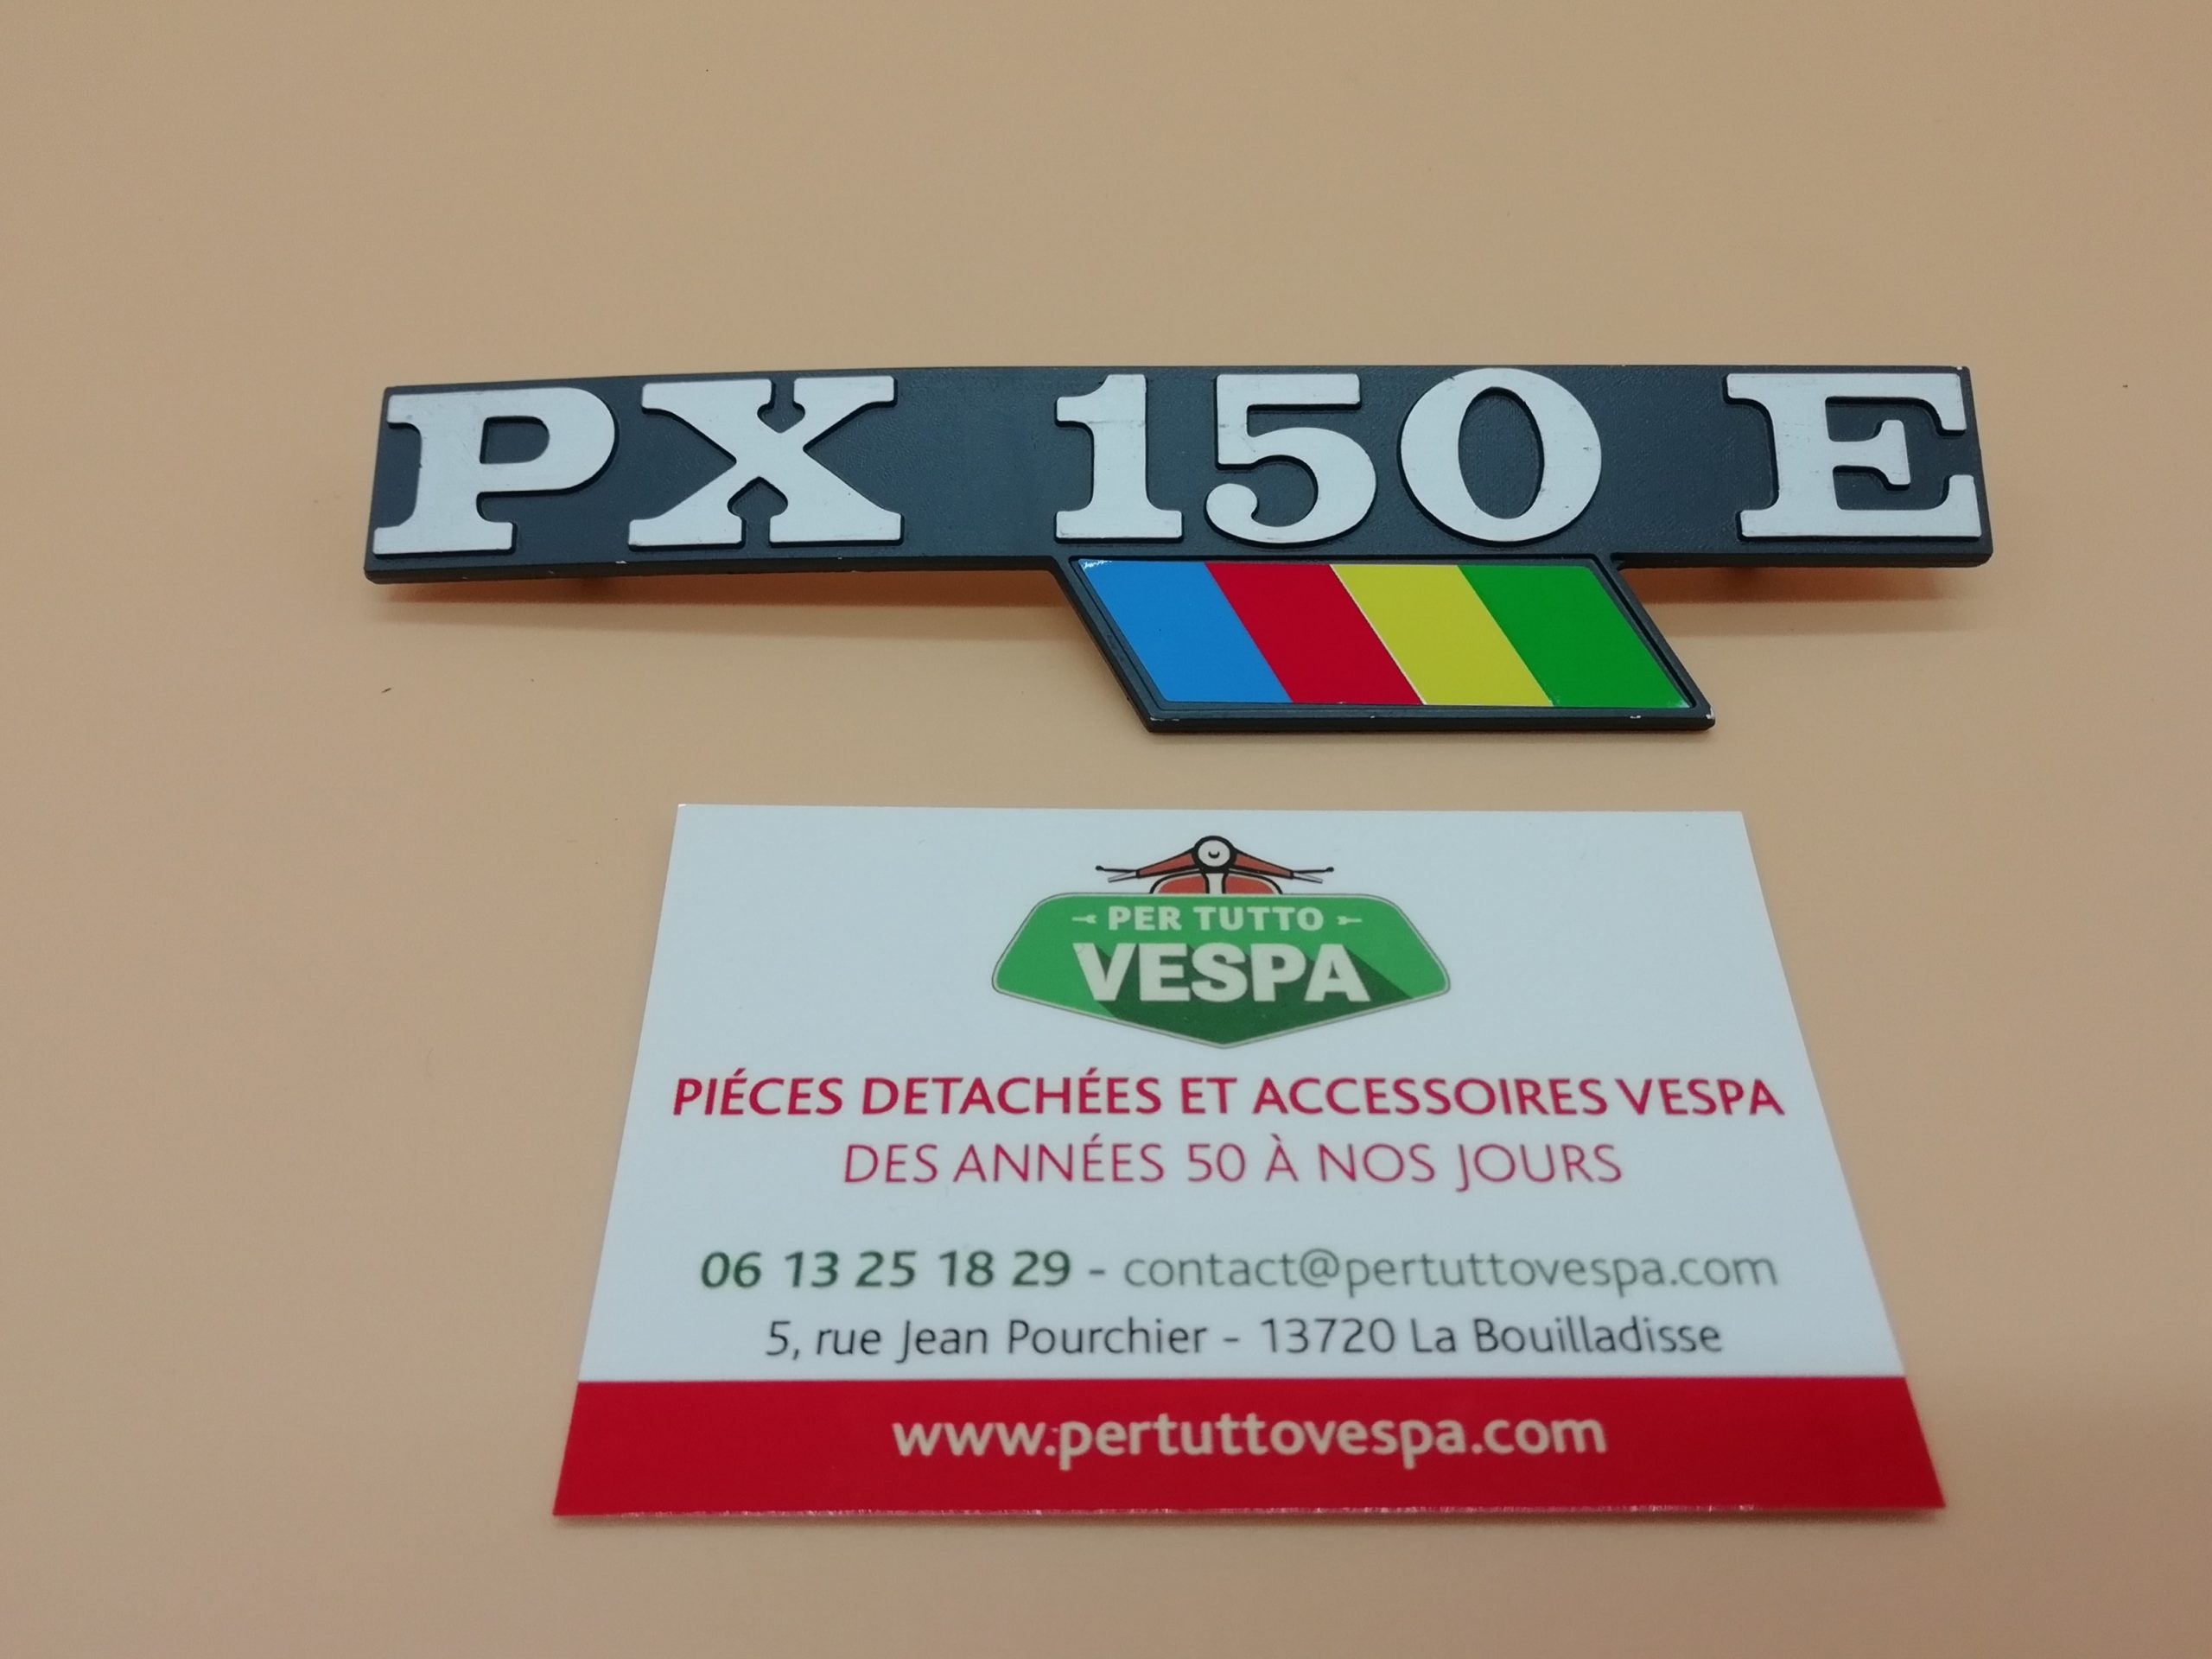 PX 150 E
PER TUTTO
VESPA
PIÉCES DETACHÉES ET ACCESSOIRES VESPA
DES ANNÉES 50 À NOS JOURS
06 13 25 18 29 - contact@pertuttovespa.com
5, rue Jean Pourchier - 13720 La Bouilladisse
www.pertuttovespa.com